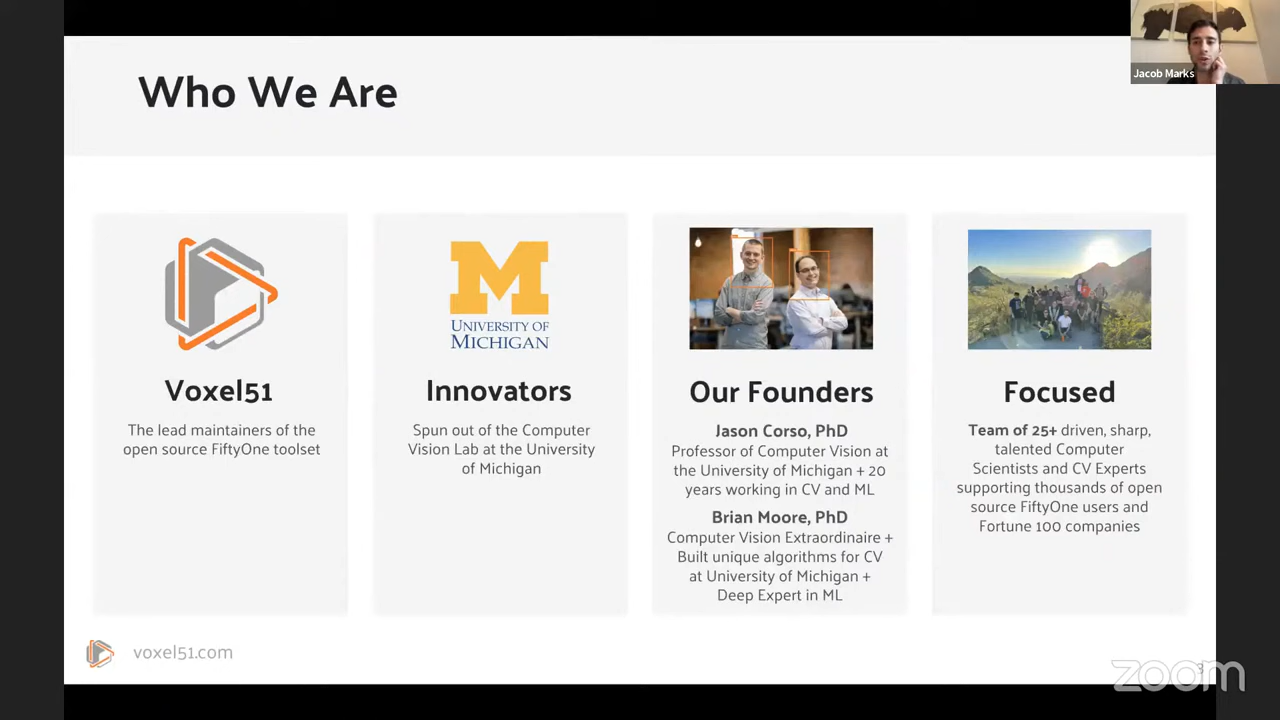 Jacob Marks
Who We Are
UNIVERSITY OF
MICHIGAN
Voxel51
The lead maintainers of the
open source FiftyOne toolset
Innovators
Spun out of the Computer
Vision Lab at the University
of Michigan
Our Founders
Jason Corso, PhD
Professor of Computer Vision at
the University of Michigan + 20
years working in CV and ML
Brian Moore, PhD
Computer Vision Extraordinaire +
Built unique algorithms for CV
at University of Michigan +
Deep Expert in ML
Focused
Team of 25+ driven, sharp,
talented Computer
Scientists and CV Experts
supporting thousands of open
source FiftyOne users and
Fortune 100 companies
voxel51.com
3
zoom